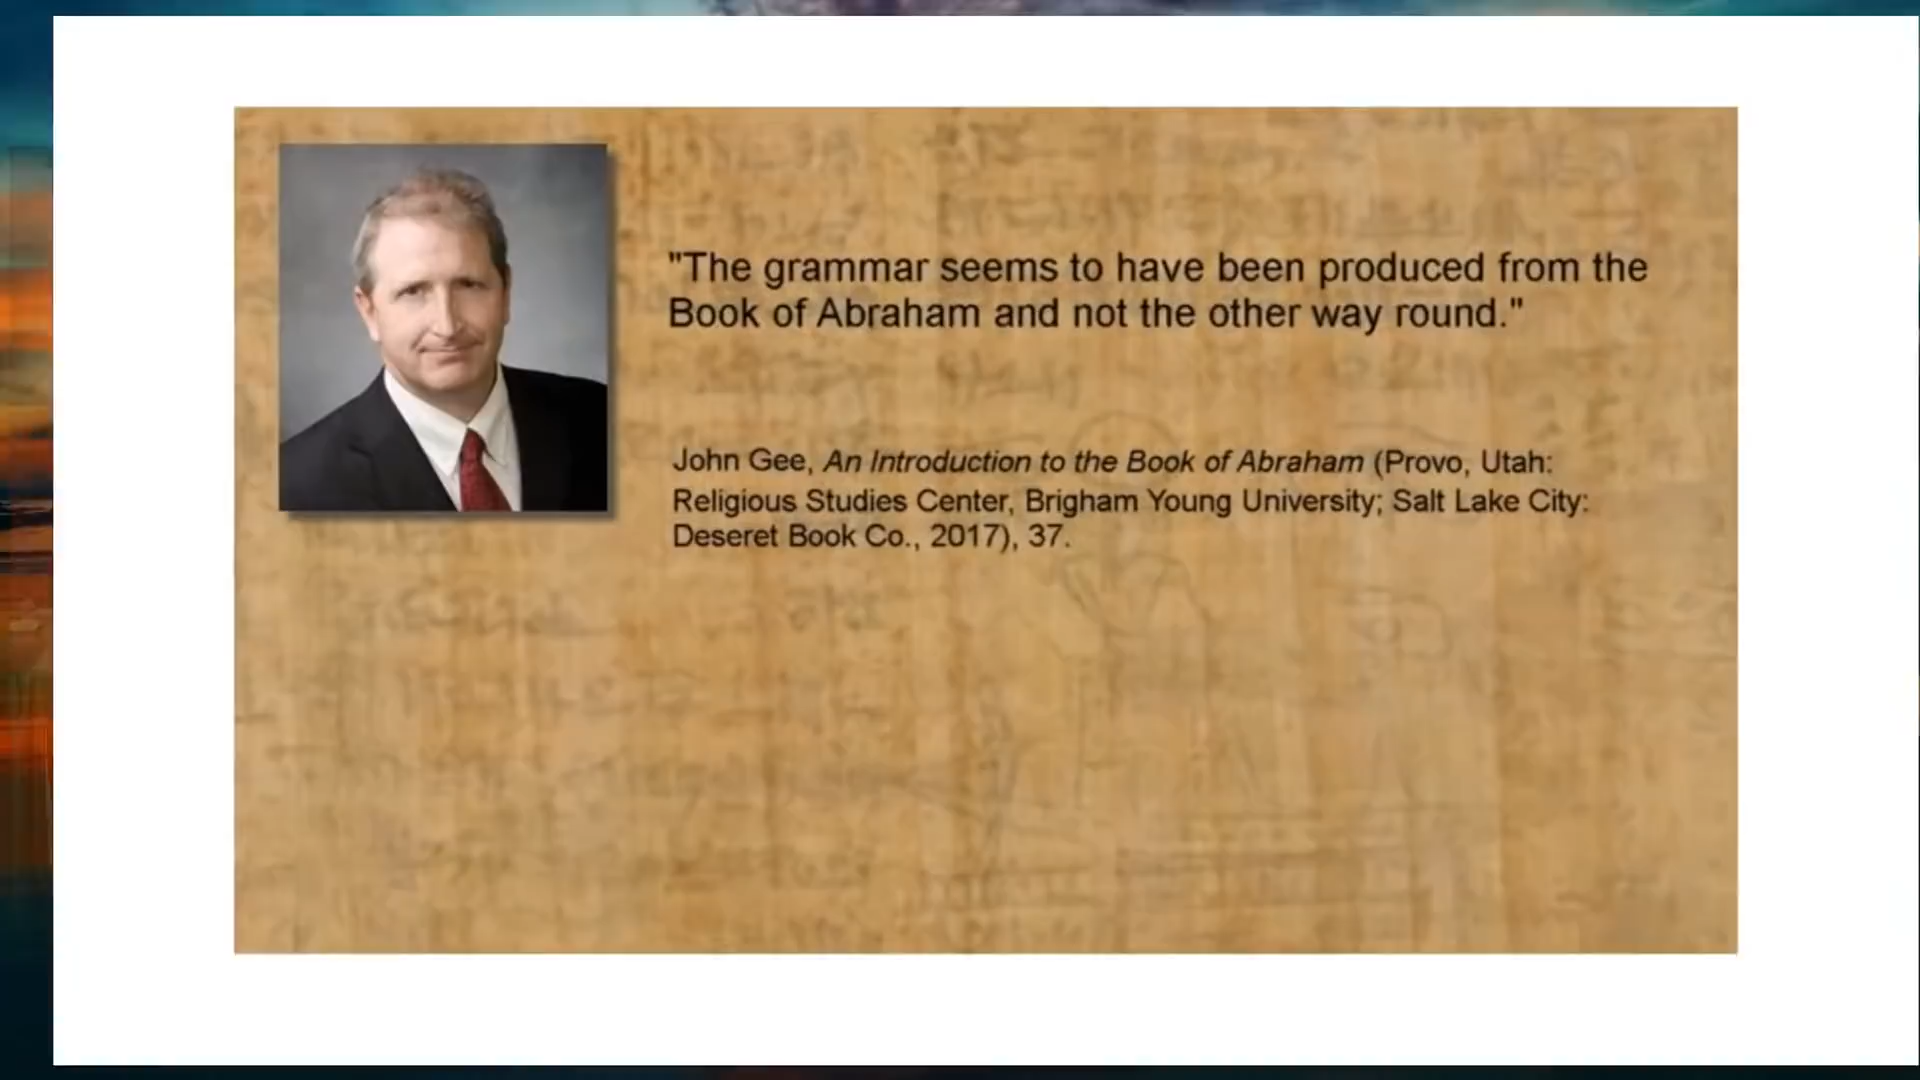 "The grammar seems to have been produced from the
Book of Abraham and not the other way round."
John Gee, An Introduction to the Book of Abraham (Provo, Utah:
Religious Studies Center, Brigham Young University; Salt Lake City:
Deseret Book Co., 2017), 37.